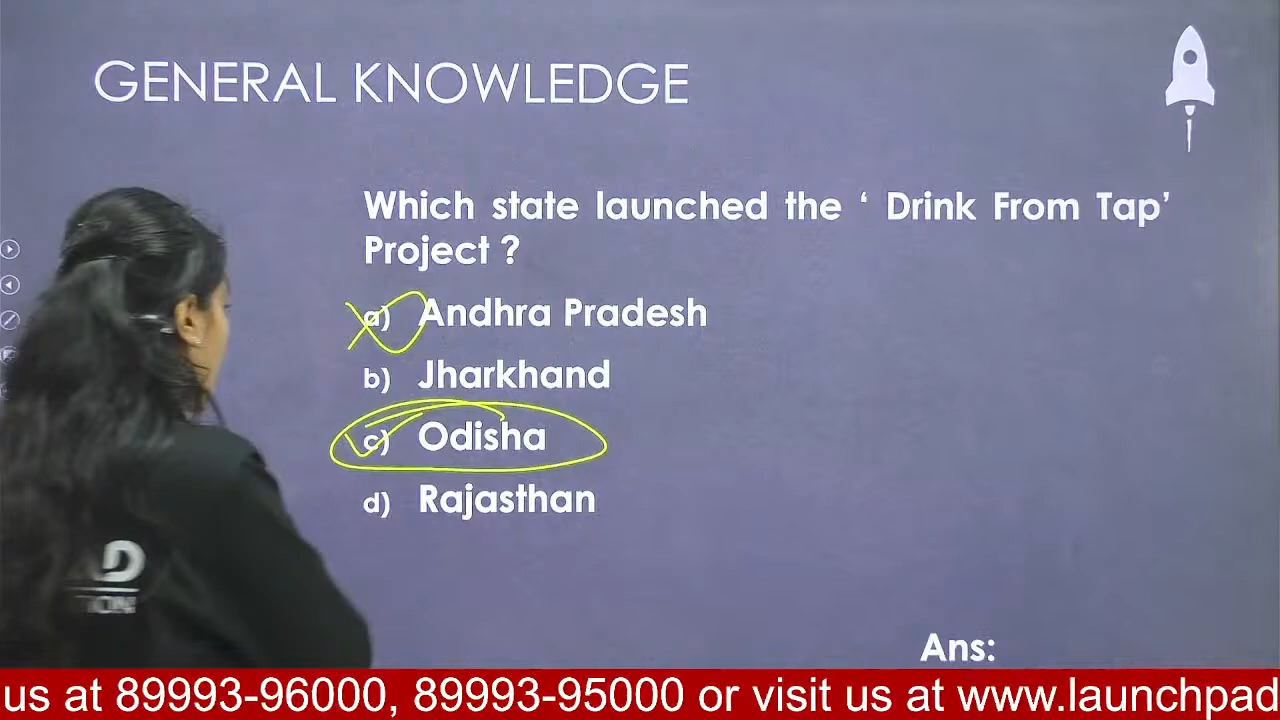 GENERAL KNOWLEDGE
Which state launched the ‘ Drink From Tap’
Project ?
a) Andhra Pradesh
b) Jharkhand
c) Odisha
d) Rajasthan
Ans:
us at 89993-96000, 89993-95000 or visit us at www.launchpad